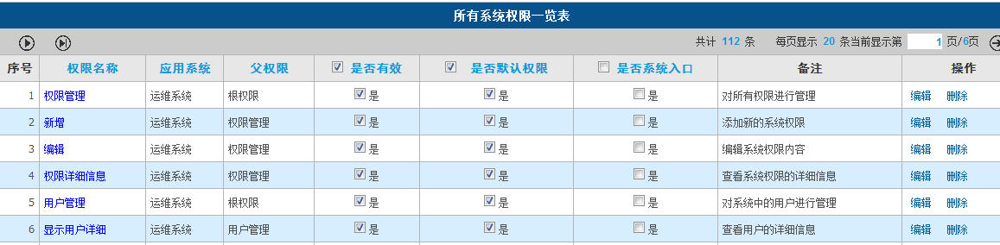 所有系统权限一览表
共计 112 条 每页显示 20 条当前显示第 1 页/6页
序号 权限名称 应用系统 父权限 是否有效 是否默认权限 是否系统入口 备注 操作
1 权限管理 运维系统 根权限 是 是 是 对所有权限进行管理 编辑 删除
2 新增 运维系统 权限管理 是 是 是 添加新的系统权限 编辑 删除
3 编辑 运维系统 权限管理 是 是 是 编辑系统权限内容 编辑 删除
4 权限详细信息 运维系统 权限管理 是 是 是 查看系统权限的详细信息 编辑 删除
5 用户管理 运维系统 根权限 是 是 是 对系统中的用户进行管理 编辑 删除
6 显示用户详细 运维系统 用户管理 是 是 是 查看用户的详细信息 编辑 删除